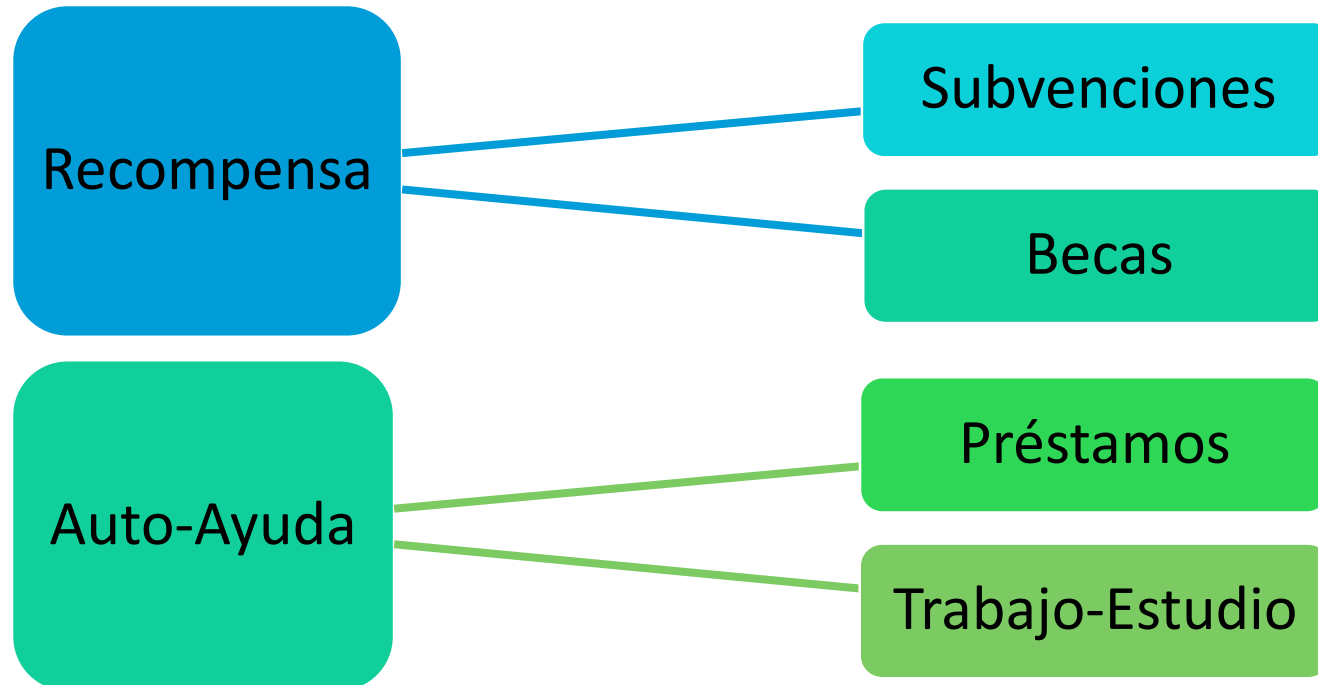 Recompensa
Subvenciones
Becas
Auto-Ayuda
Préstamos
Trabajo-Estudio